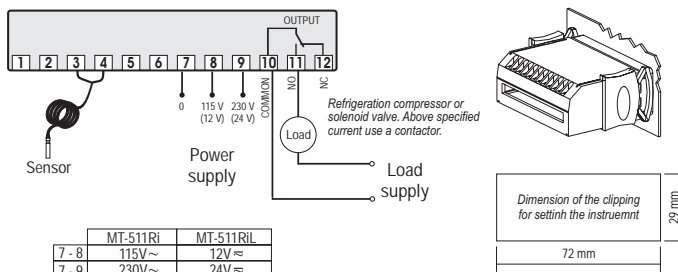 OUTPUT
1 2 3 4 5 6 7 8 9 10 11 12
0
115 V
(12 V)
230 V
(24 V)
COMMON
NO
NC
Refrigeration compressor or
solenoid valve. Above specified
current use a contactor.
Load
Sensor
Power
supply
Load
supply
Dimension of the clipping
for settinh the instruemnt
29 mm
72 mm
MT-511Ri MT-511RiL
7 - 8 115V~ 12V≂
7 - 9 230V~ 24V≂